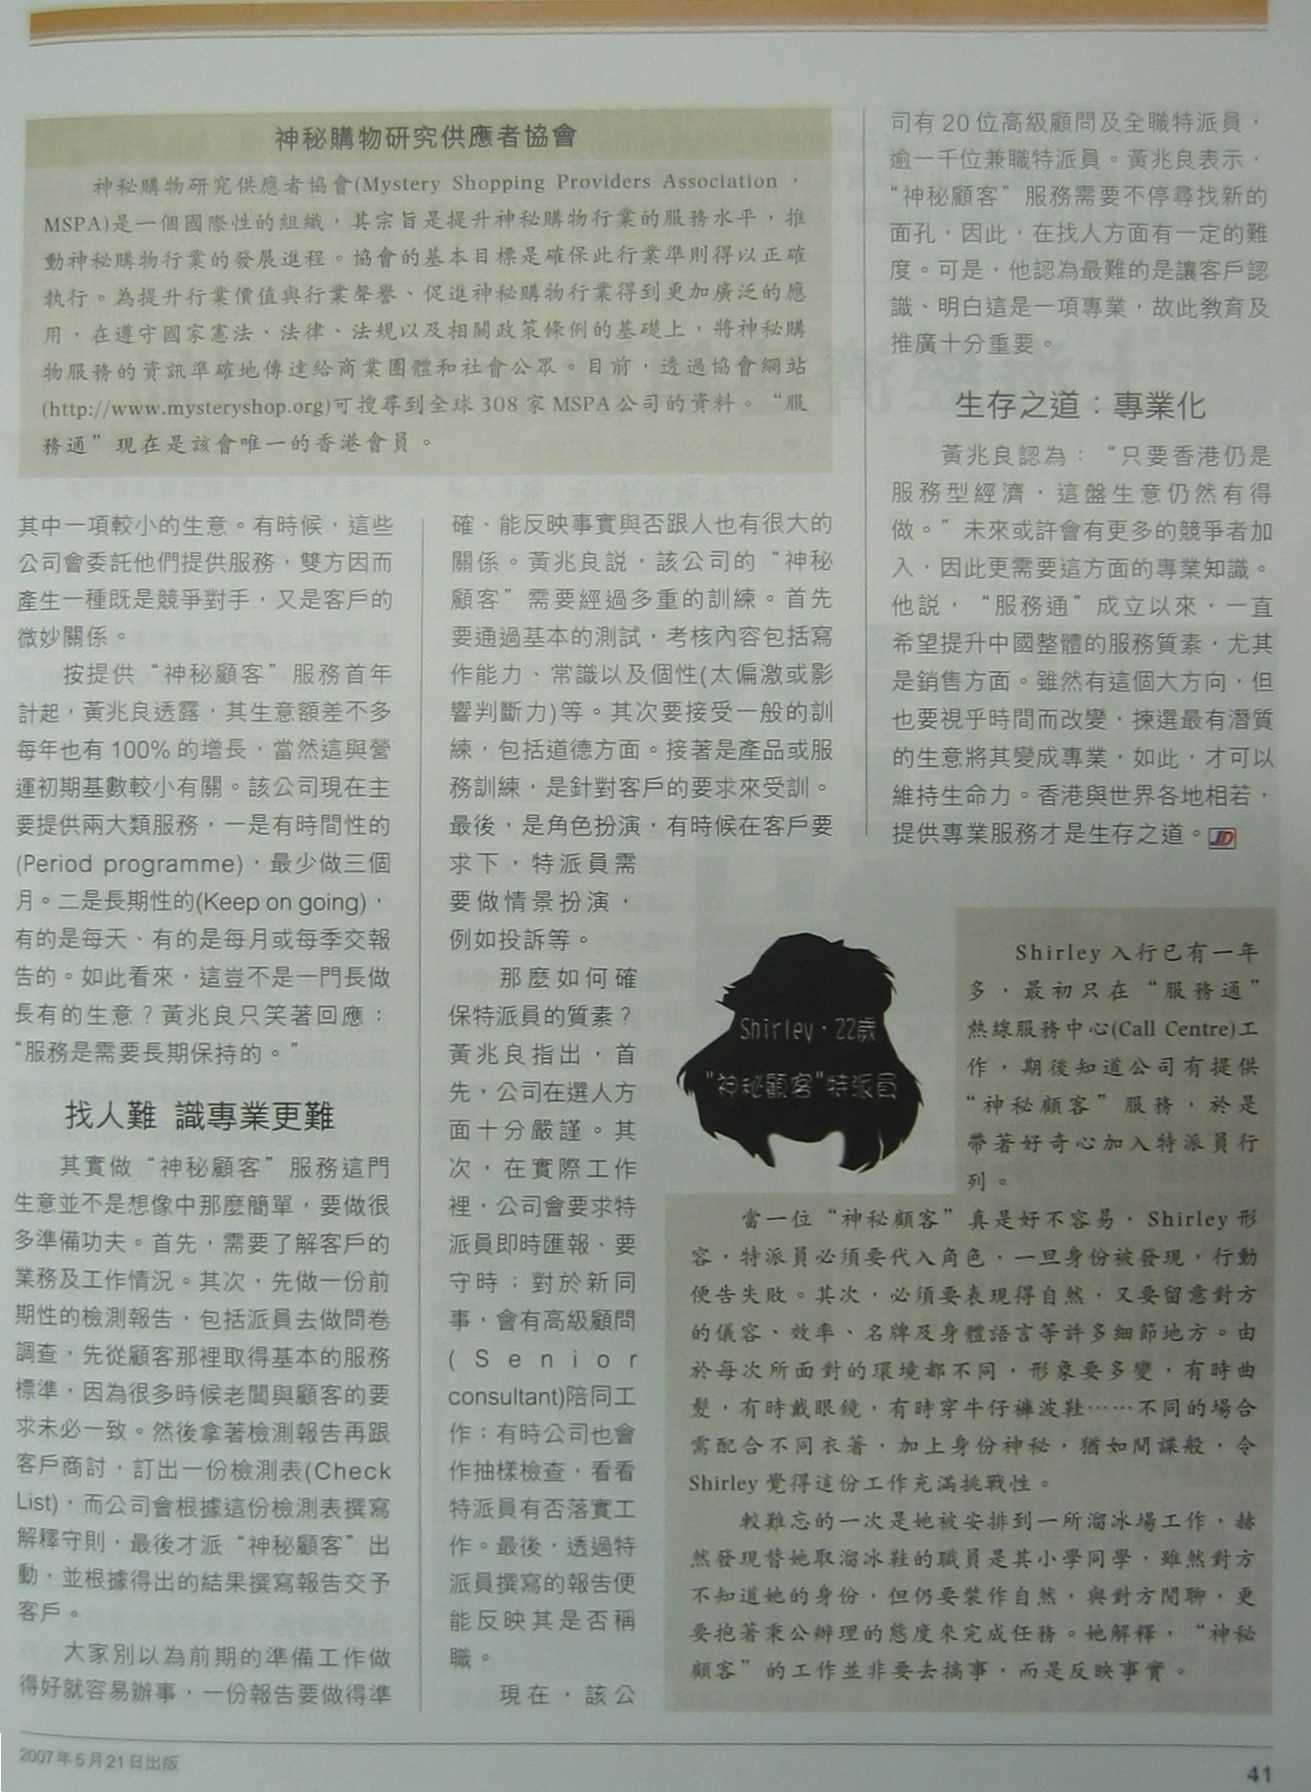 神秘購物研究供應者協會
神秘購物研究供應者協會(Mystery Shopping Providers Association，
MSPA)是一個國際性的組織，其宗旨是提升神秘購物行業的服務水平，推
動神秘購物行業的發展進程。協會的基本目標是確保此行業準則得以正確
執行。為提升行業價值與行業聲譽、促進神秘購物行業得到更加廣泛的應
用，在遵守國家憲法、法律、法規以及相關政策條例的基礎上，將神秘購
物服務的資訊準確地傳達給商業團體和社會公眾。目前，透過協會網站
(http://www.mysteryshop.org)可搜尋到全球308家MSPA公司的資料。“服
務通”現在是該會唯一的香港會員。
其中一項較小的生意。有時候，這些
公司會委託他們提供服務，雙方因而
產生一種既是競爭對手，又是客戶的
微妙關係。
按提供“神秘顧客”服務首年
計起，黃兆良透露，其生意額差不多
每年也有100%的增長，當然這與營
運初期基數較小有關。該公司現在主
要提供兩大類服務，一是有時間性的
(Period programme)，最少做三個
月。二是長期性的(Keep on going)，
有的是每天、有的是每月或每季交報
告的。如此看來，這豈不是一門長做
長有的生意？黃兆良只笑著回應：
“服務是需要長期保持的。”
找人難 識專業更難
其實做“神秘顧客”服務這門
生意並不是想像中那麼簡單，要做很
多準備功夫。首先，需要了解客戶的
業務及工作情況。其次，先做一份前
期性的檢測報告，包括派員去做問卷
調查，先從顧客那裡取得基本的服務
標準，因為很多時候老闆與顧客的要
求未必一致。然後拿著檢測報告再跟
客戶商討，訂出一份檢測表(Check
List)，而公司會根據這份檢測表撰寫
解釋守則，最後才派“神秘顧客”出
動，並根據得出的結果撰寫報告交予
客戶。
大家別以為前期的準備工作做
得好就容易辦事，一份報告要做得準
確、能反映事實與否跟人也有很大的
關係。黃兆良説，該公司的“神秘
顧客”需要經過多重的訓練。首先
要通過基本的測試，考核內容包括寫
作能力、常識以及個性(太偏激或影
響判斷力)等。其次要接受一般的訓
練，包括道德方面。接著是產品或服
務訓練，是針對客戶的要求來受訓。
最後，是角色扮演，有時候在客戶要
求下，特派員需
要做情景扮演，
例如投訴等。
那麼如何確
保特派員的質素？
黃兆良指出，首
先，公司在選人方
面十分嚴謹。其
次，在實際工作
裡，公司會要求特
派員即時匯報、要
守時；對於新同
事，會有高級顧問
(Senior
consultant)陪同工
作；有時公司也會
作抽樣檢查，看看
特派員有否落實工
作。最後，透過特
派員撰寫的報告便
能反映其是否稱
職。
現在，該公
司有20位高級顧問及全職特派員，
逾一千位兼職特派員。黃兆良表示，
“神秘顧客”服務需要不停尋找新的
面孔，因此，在找人方面有一定的難
度。可是，他認為最難的是讓客戶認
識、明白這是一項專業，故此教育及
推廣十分重要。
生存之道：專業化
黃兆良認為：“只要香港仍是
服務型經濟，這盤生意仍然有得
做。”未來或許會有更多的競爭者加
入，因此更需要這方面的專業知識。
他説，“服務通”成立以來，一直
希望提升中國整體的服務質素，尤其
是銷售方面。雖然有這個大方向，但
也要視乎時間而改變，揀選最有潛質
的生意將其變成專業，如此，才可以
維持生命力。香港與世界各地相若，
提供專業服務才是生存之道。JD
Shirley，22歲
“神秘顧客”特派員
Shirley入行已有一年
多，最初只在“服務通”
熱線服務中心(Call Centre)工
作，期後知道公司有提供
“神秘顧客”服務，於是
帶著好奇心加入特派員行
列。
當一位“神秘顧客”真是好不容易，Shirley形
容，特派員必須要代入角色，一旦身份被發現，行動
便告失敗。其次，必須要表現得自然，又要留意對方
的儀容、效率、名牌及身體語言等許多細節地方。由
於每次所面對的環境都不同，形象要多變，有時曲
髮，有時戴眼鏡，有時穿牛仔褲波鞋……不同的場合
需配合不同衣著，加上身份神秘，猶如間諜般，令
Shirley覺得這份工作充滿挑戰性。
較難忘的一次是她被安排到一所溜冰場工作，赫
然發現替她取溜冰鞋的職員是其小學同學，雖然對方
不知道她的身份，但仍要裝作自然，與對方閒聊，更
要抱著秉公辦理的態度來完成任務。她解釋，“神秘
顧客”的工作並非要去搞事，而是反映事實。
2007年5月21日出版
41